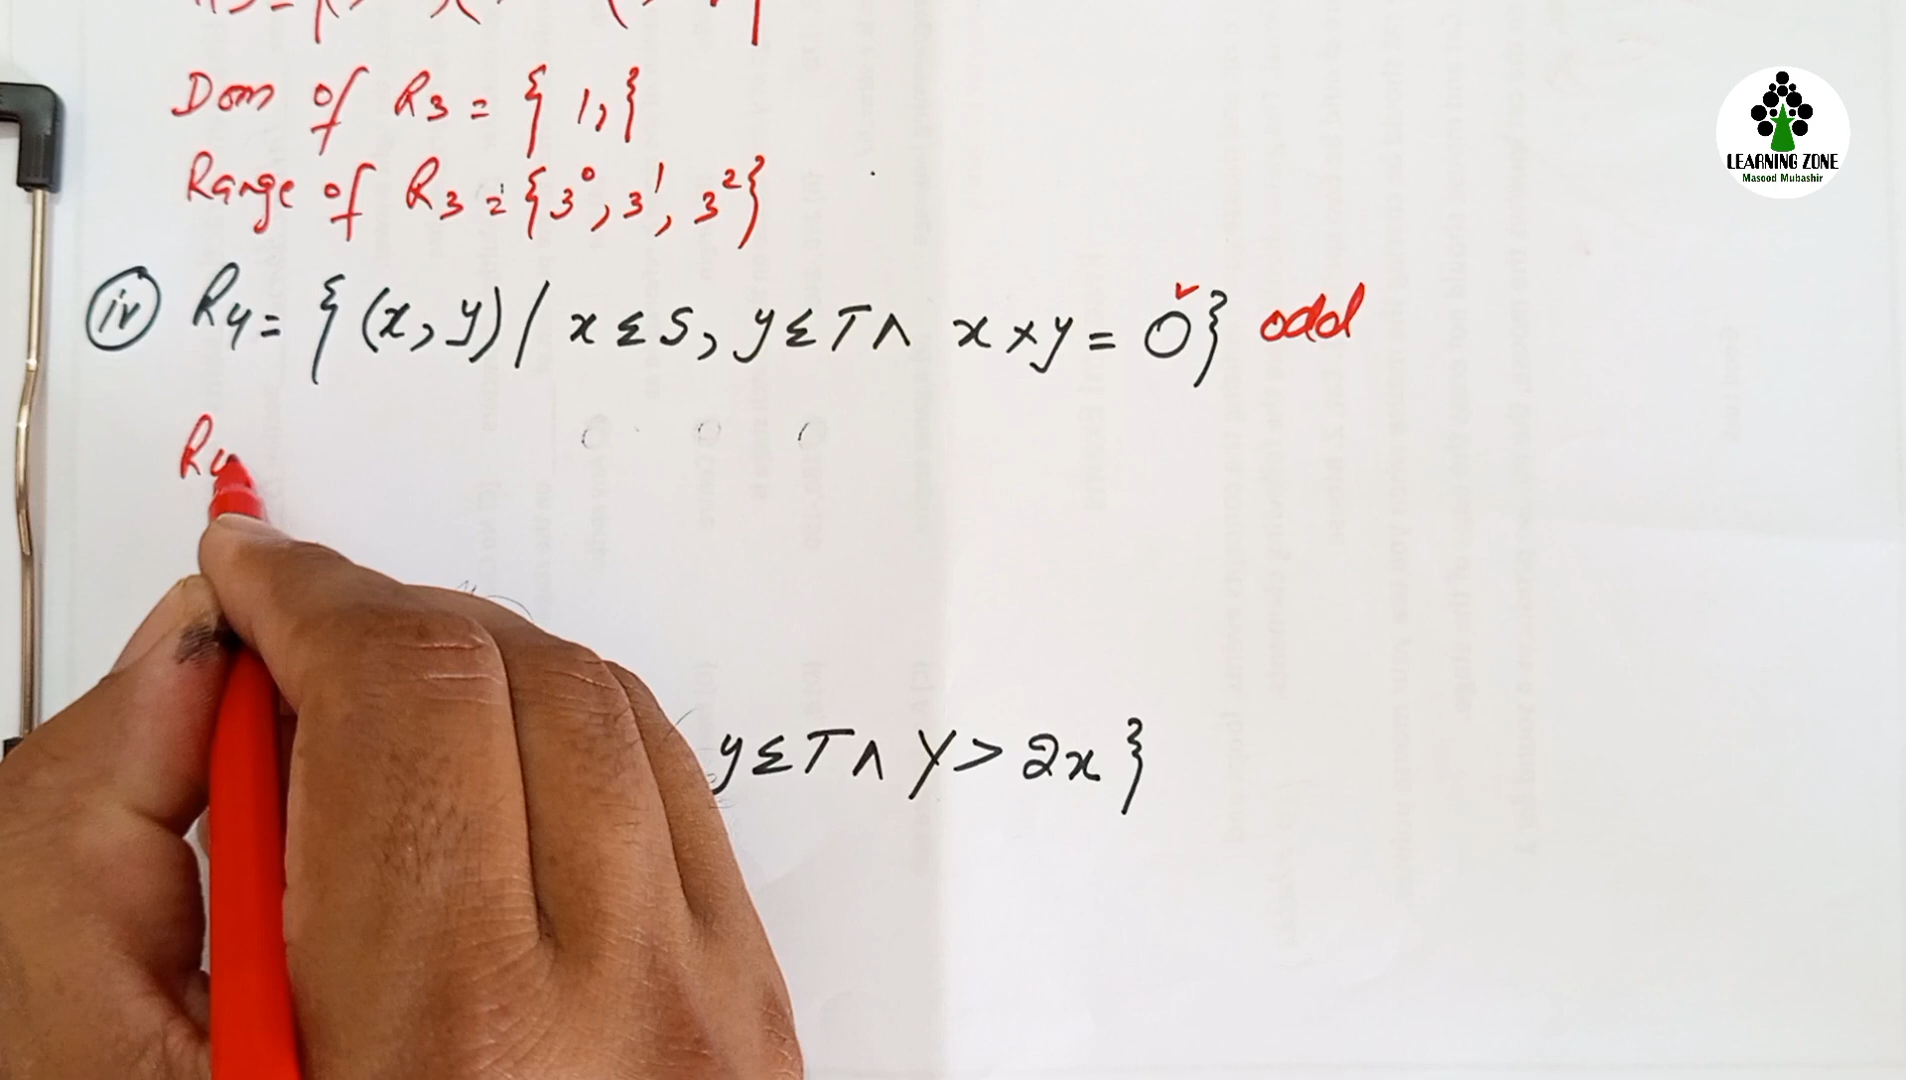 Dom of R3 = { 1, }
Range of R3 = {3⁰, 3¹, 3²}
(iv) R4 = {(x, y) / x ∈ S, y ∈ T ∧ x × y = O} odd
R4
y ∈ T ∧ y > 2x }
LEARNING ZONE
Masood Mubashir